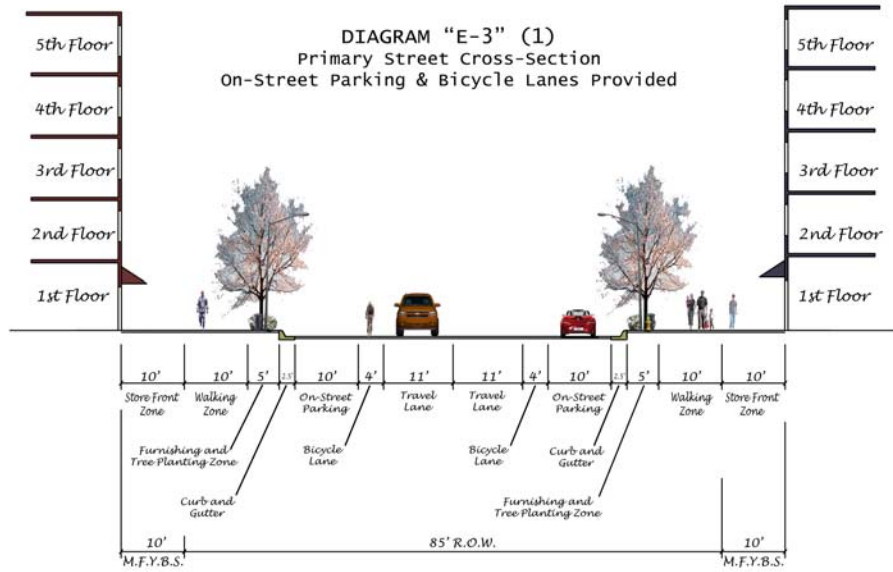 DIAGRAM “E-3” (1)
Primary Street Cross-Section
On-Street Parking & Bicycle Lanes Provided
5th Floor
4th Floor
3rd Floor
2nd Floor
1st Floor
5th Floor
4th Floor
3rd Floor
2nd Floor
1st Floor
10' 10' 5' 2.5' 10' 4' 11' 11' 4' 10' 2.5' 5' 10' 10'
Store Front
Zone
Walking
Zone
On-Street
Parking
Travel
Lane
Travel
Lane
On-Street
Parking
Walking
Zone
Store Front
Zone
Furnishing and
Tree Planting Zone
Bicycle
Lane
Bicycle
Lane
Curb and
Gutter
Curb and
Gutter
Furnishing and
Tree Planting Zone
10' 85' R.O.W. 10'
M.F.Y.B.S. M.F.Y.B.S.